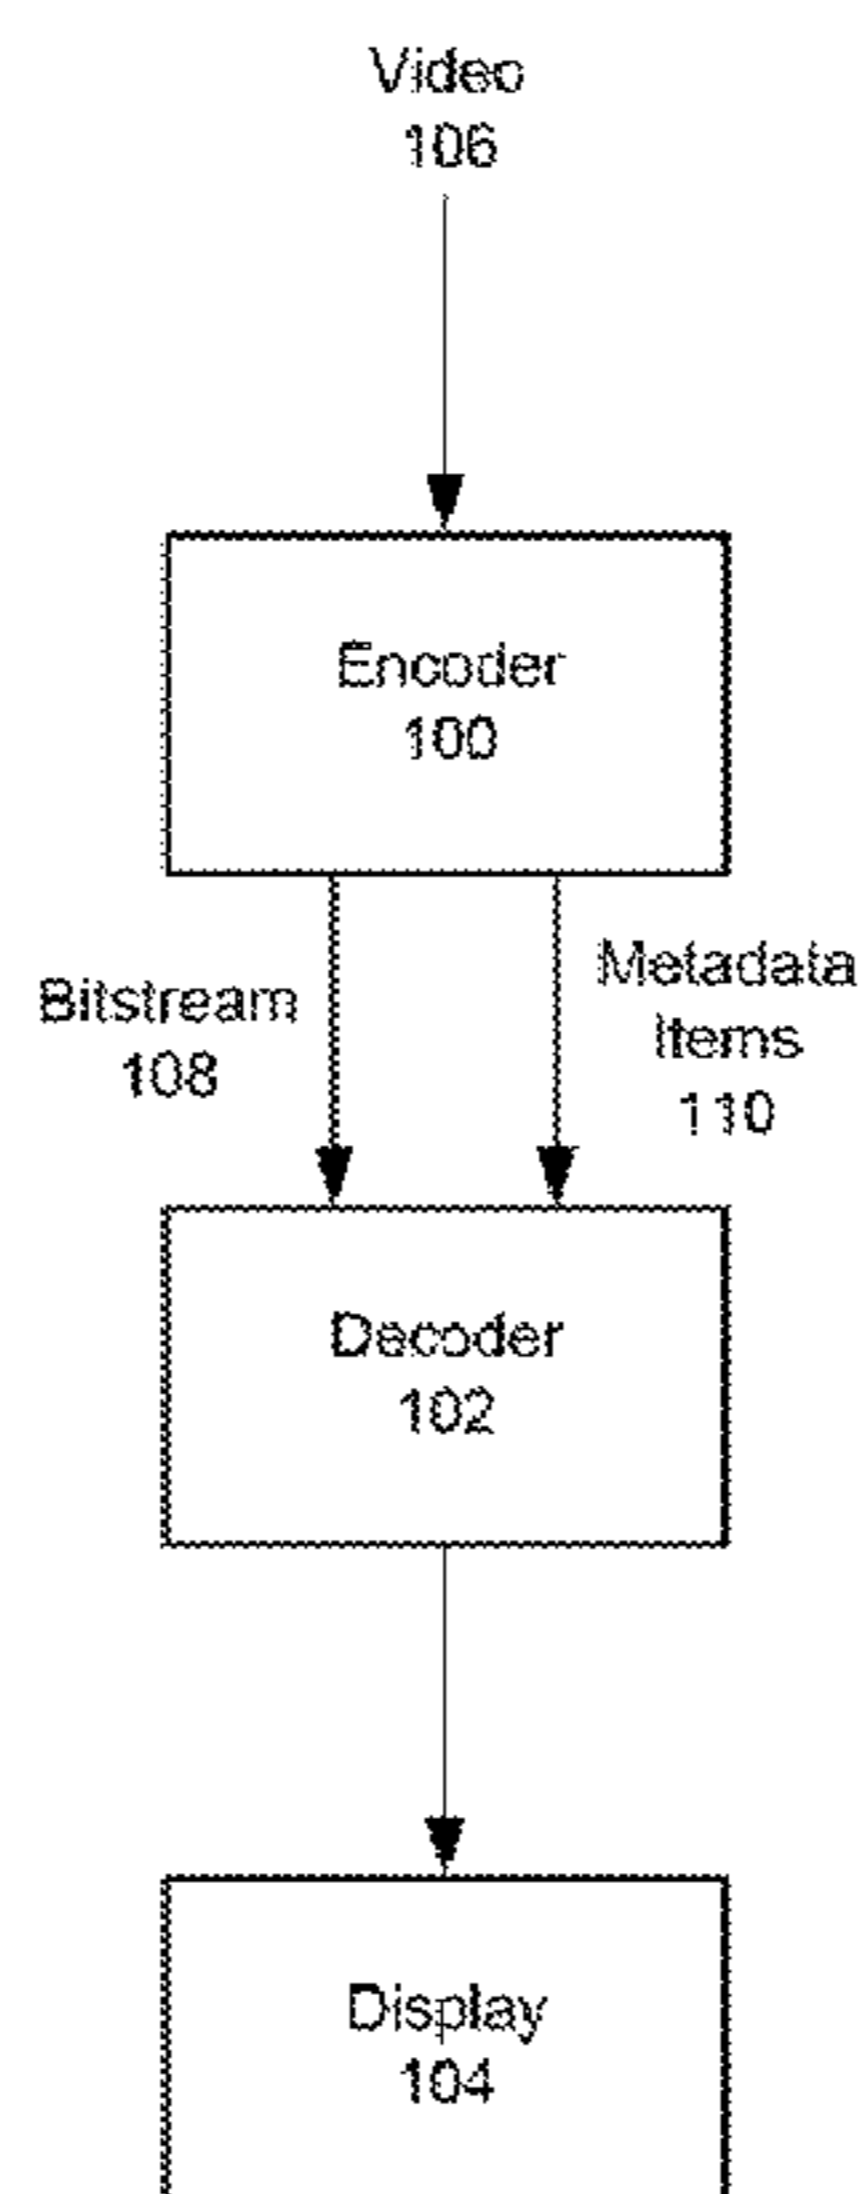 Video
106
Encoder
100
Bitstream
108
Metadata
Items
110
Decoder
102
Display
104